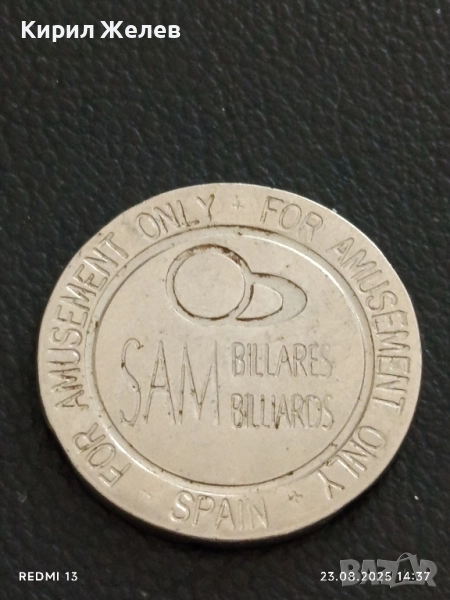 Кирил Желев
FOR AMUSEMENT ONLY + FOR AMUSEMENT ONLY + SPAIN -
SAM BILLARES
BILLIARDS
REDMI 13
23.08.2025 14:37
BAZAR